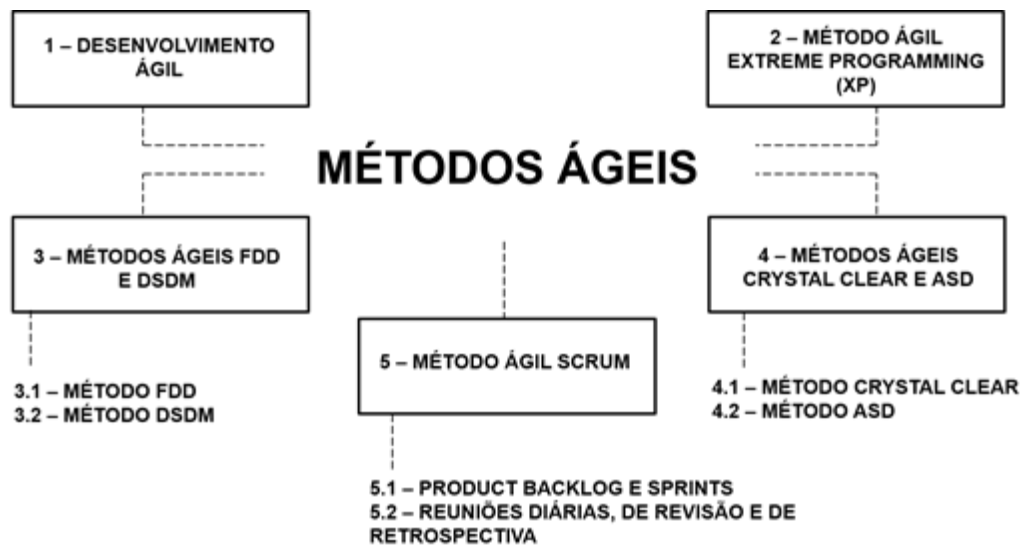 1 – DESENVOLVIMENTO
ÁGIL
2 – MÉTODO ÁGIL
EXTREME PROGRAMMING
(XP)
MÉTODOS ÁGEIS
3 – MÉTODOS ÁGEIS FDD
E DSDM
4 – MÉTODOS ÁGEIS
CRYSTAL CLEAR E ASD
5 – MÉTODO ÁGIL SCRUM
3.1 – MÉTODO FDD
3.2 – MÉTODO DSDM
4.1 – MÉTODO CRYSTAL CLEAR
4.2 – MÉTODO ASD
5.1 – PRODUCT BACKLOG E SPRINTS
5.2 – REUNIÕES DIÁRIAS, DE REVISÃO E DE
RETROSPECTIVA